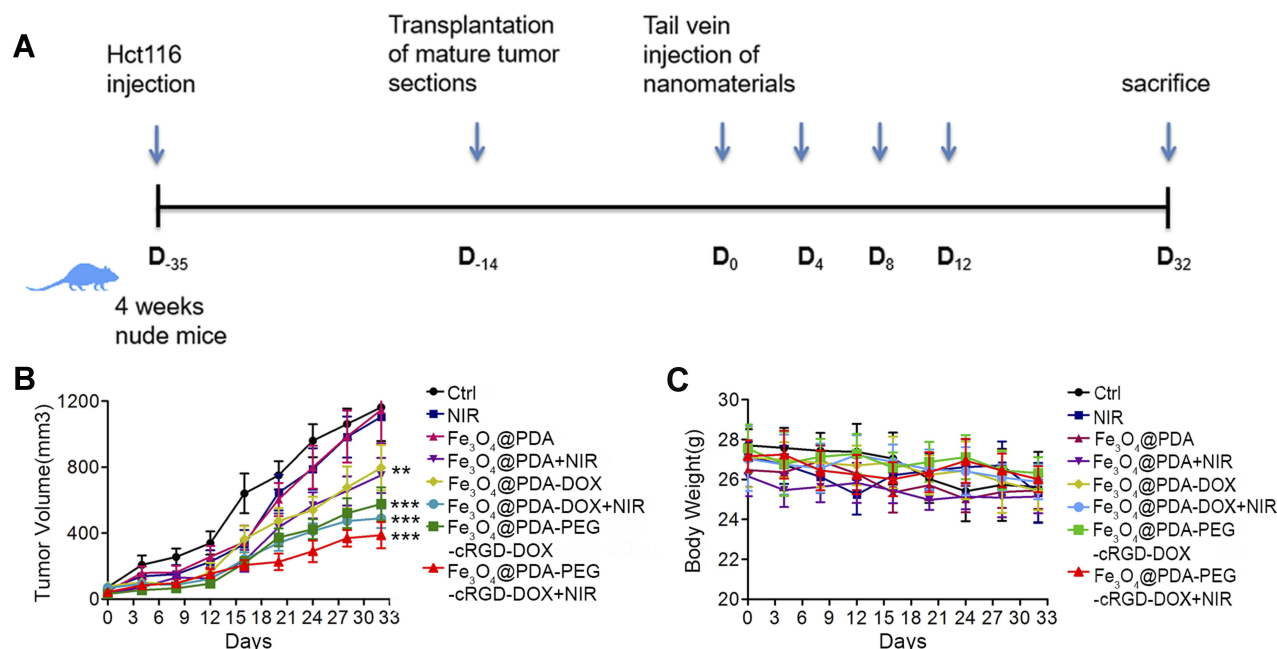 A
Hct116
injection
Transplantation
of mature tumor
sections
Tail vein
injection of
nanomaterials
sacrifice
D-35
D-14
D0
D4
D8
D12
D32
4 weeks
nude mice
B
Tumor Volume(mm3)
1200
800
400
0
0 3 6 9 12 15 18 21 24 27 30 33
Days
**
***
***
***
Ctrl
NIR
Fe3O4@PDA
Fe3O4@PDA+NIR
Fe3O4@PDA-DOX
Fe3O4@PDA-DOX+NIR
Fe3O4@PDA-PEG
-cRGD-DOX
Fe3O4@PDA-PEG
-cRGD-DOX+NIR
C
Body Weight(g)
30
28
26
24
22
20
0 3 6 9 12 15 18 21 24 27 30 33
Days
Ctrl
NIR
Fe3O4@PDA
Fe3O4@PDA+NIR
Fe3O4@PDA-DOX
Fe3O4@PDA-DOX+NIR
Fe3O4@PDA-PEG
-cRGD-DOX
Fe3O4@PDA-PEG
-cRGD-DOX+NIR